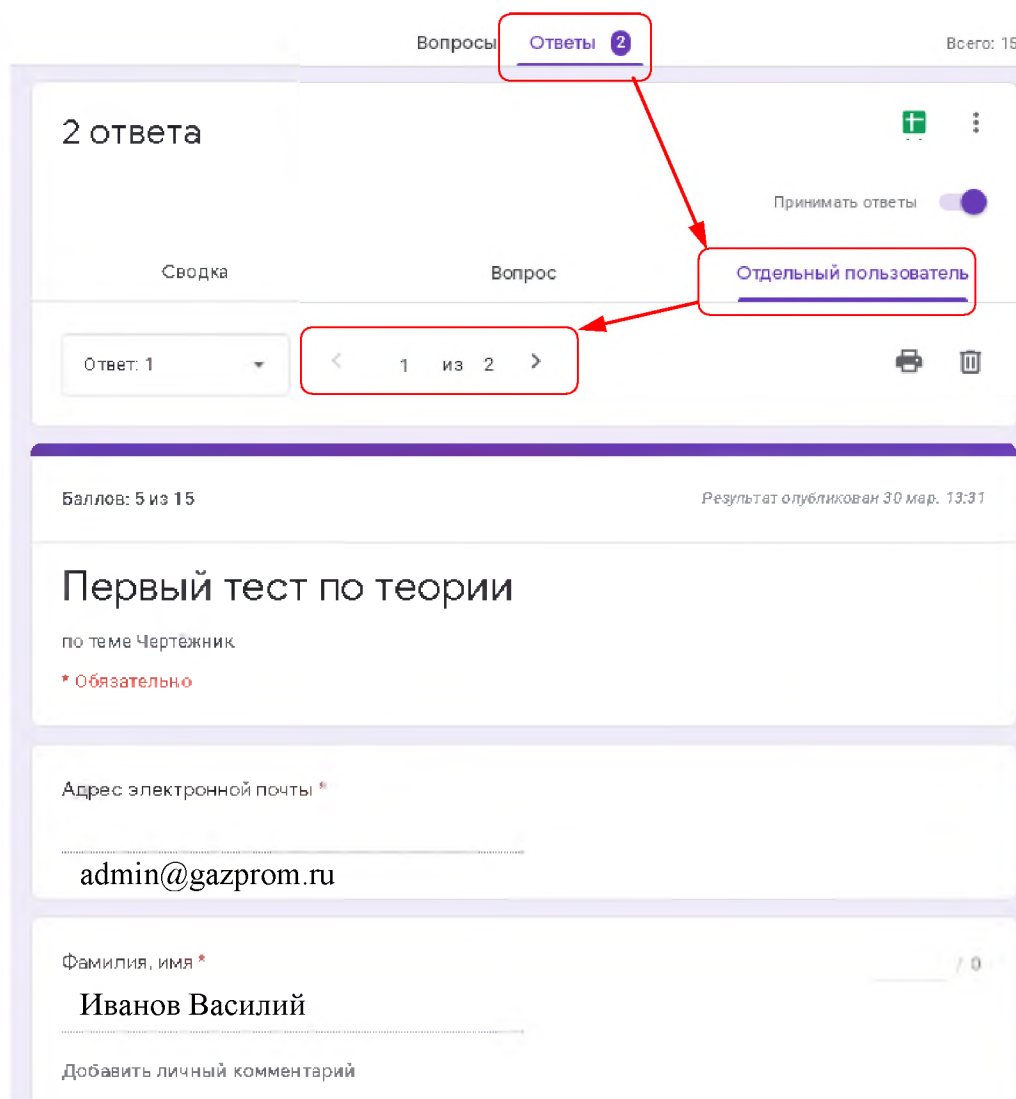 Вопросы Ответы 2 Всего: 15
2 ответа
Принимать ответы
Сводка Вопрос Отдельный пользователь
Ответ: 1 1 из 2
Баллов: 5 из 15 Результат опубликован 30 мар. 13:31
Первый тест по теории
по теме Чертёжник
* Обязательно
Адрес электронной почты *
admin@gazprom.ru
Фамилия, имя * / 0
Иванов Василий
Добавить личный комментарий